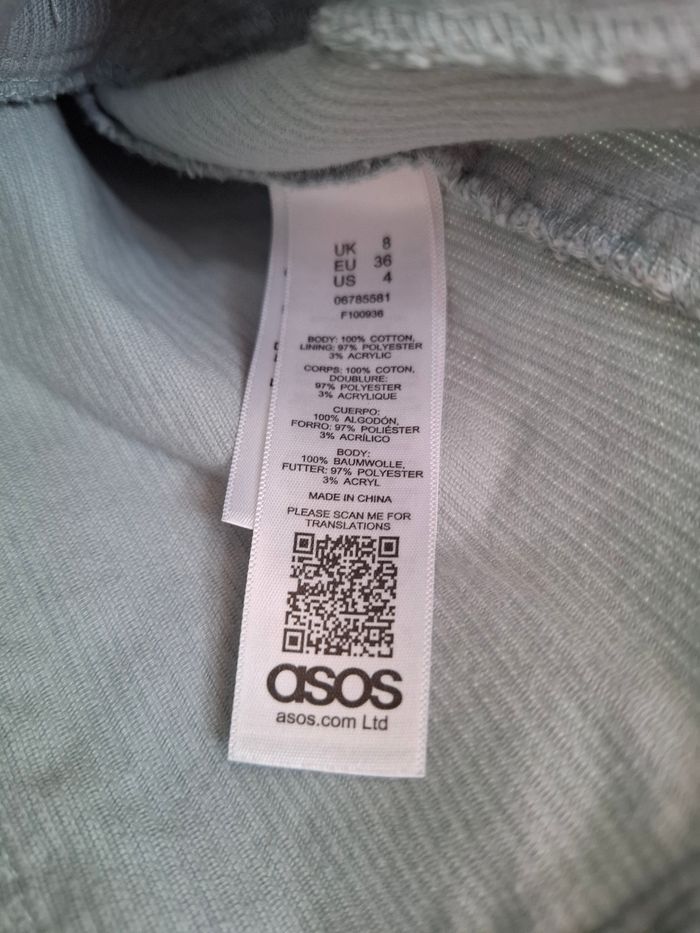 UK 8
EU 36
US 4
06785581
F100936
BODY: 100% COTTON,
LINING: 97% POLYESTER
3% ACRYLIC
CORPS: 100% COTON,
DOUBLURE:
97% POLYESTER
3% ACRYLIQUE
CUERPO:
100% ALGODÓN,
FORRO: 97% POLIÉSTER
3% ACRÍLICO
BODY:
100% BAUMWOLLE,
FUTTER: 97% POLYESTER
3% ACRYL
MADE IN CHINA
PLEASE SCAN ME FOR
TRANSLATIONS
asos
asos.com Ltd